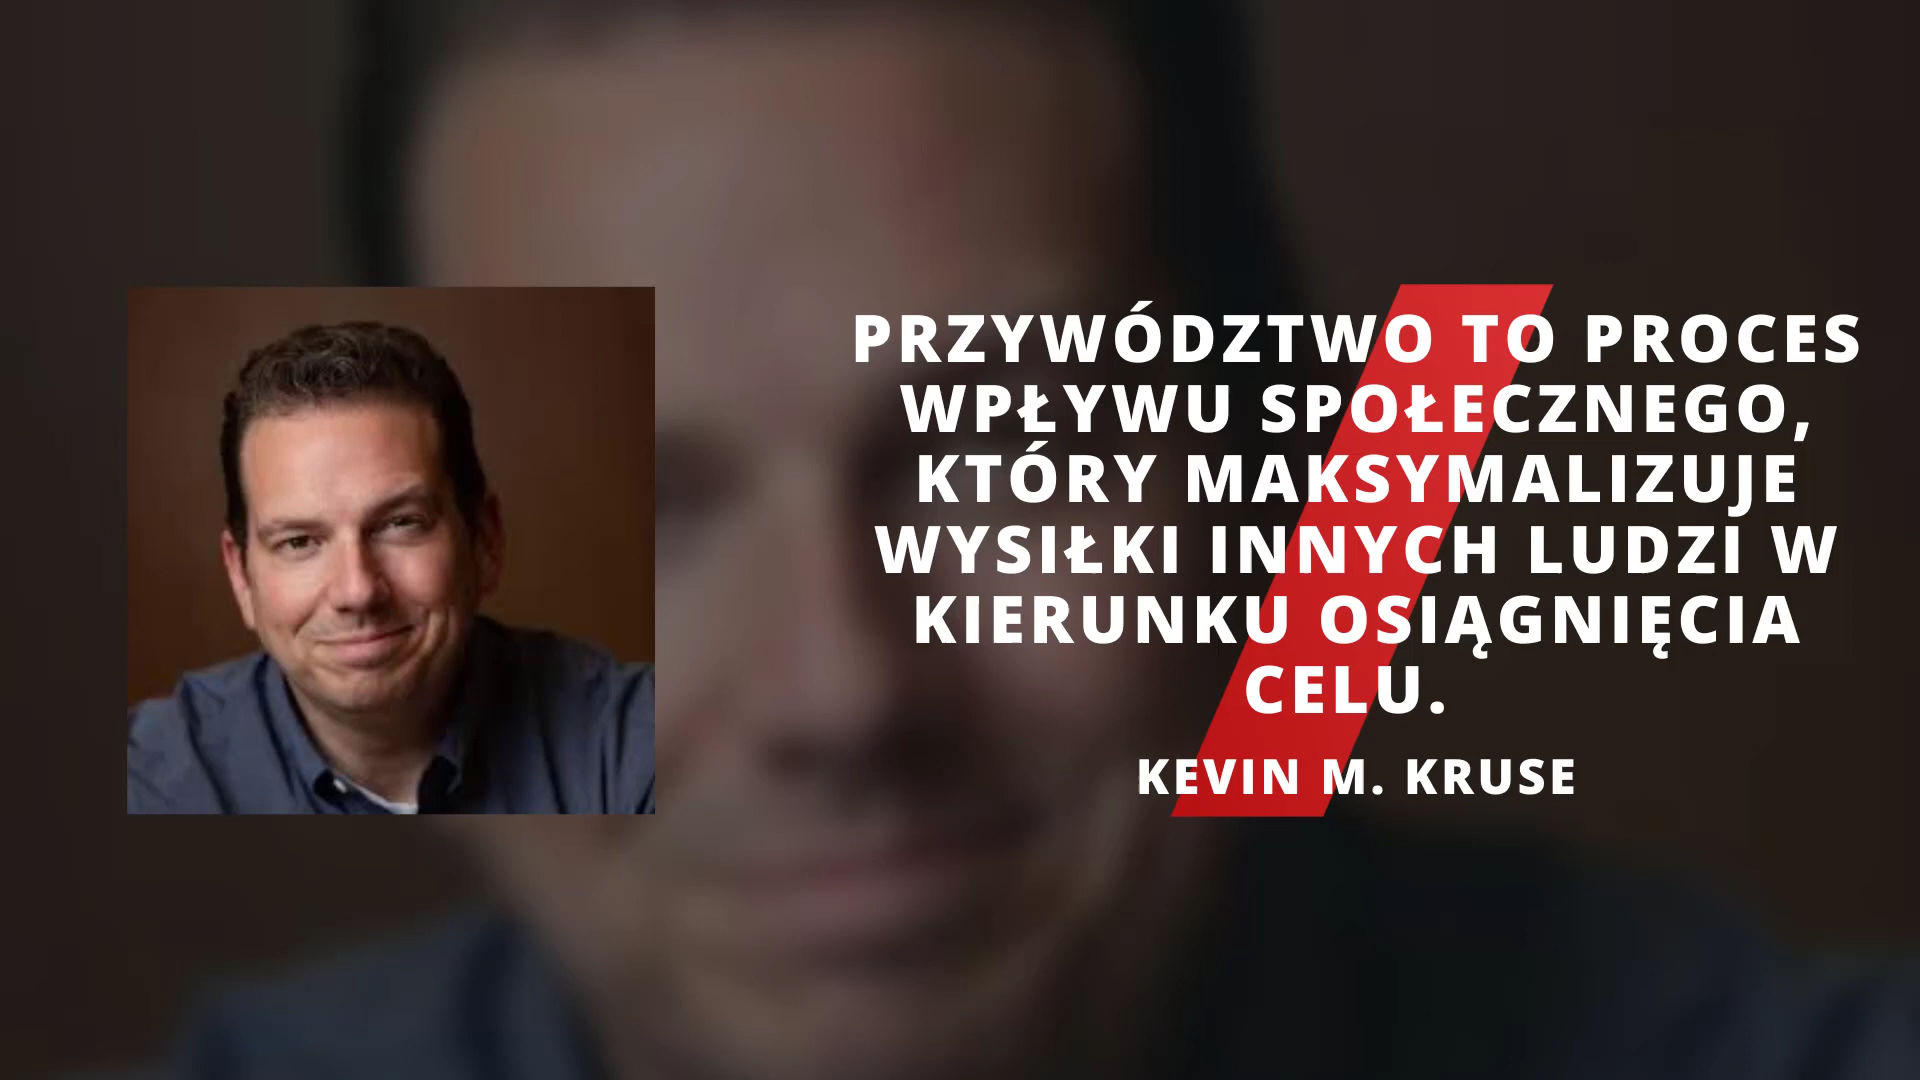 PRZYWÓDZTWO TO PROCES
WPŁYWU SPOŁECZNEGO,
KTÓRY MAKSYMALIZUJE
WYSIŁKI INNYCH LUDZI W
KIERUNKU OSIĄGNIĘCIA
CELU.
KEVIN M. KRUSE